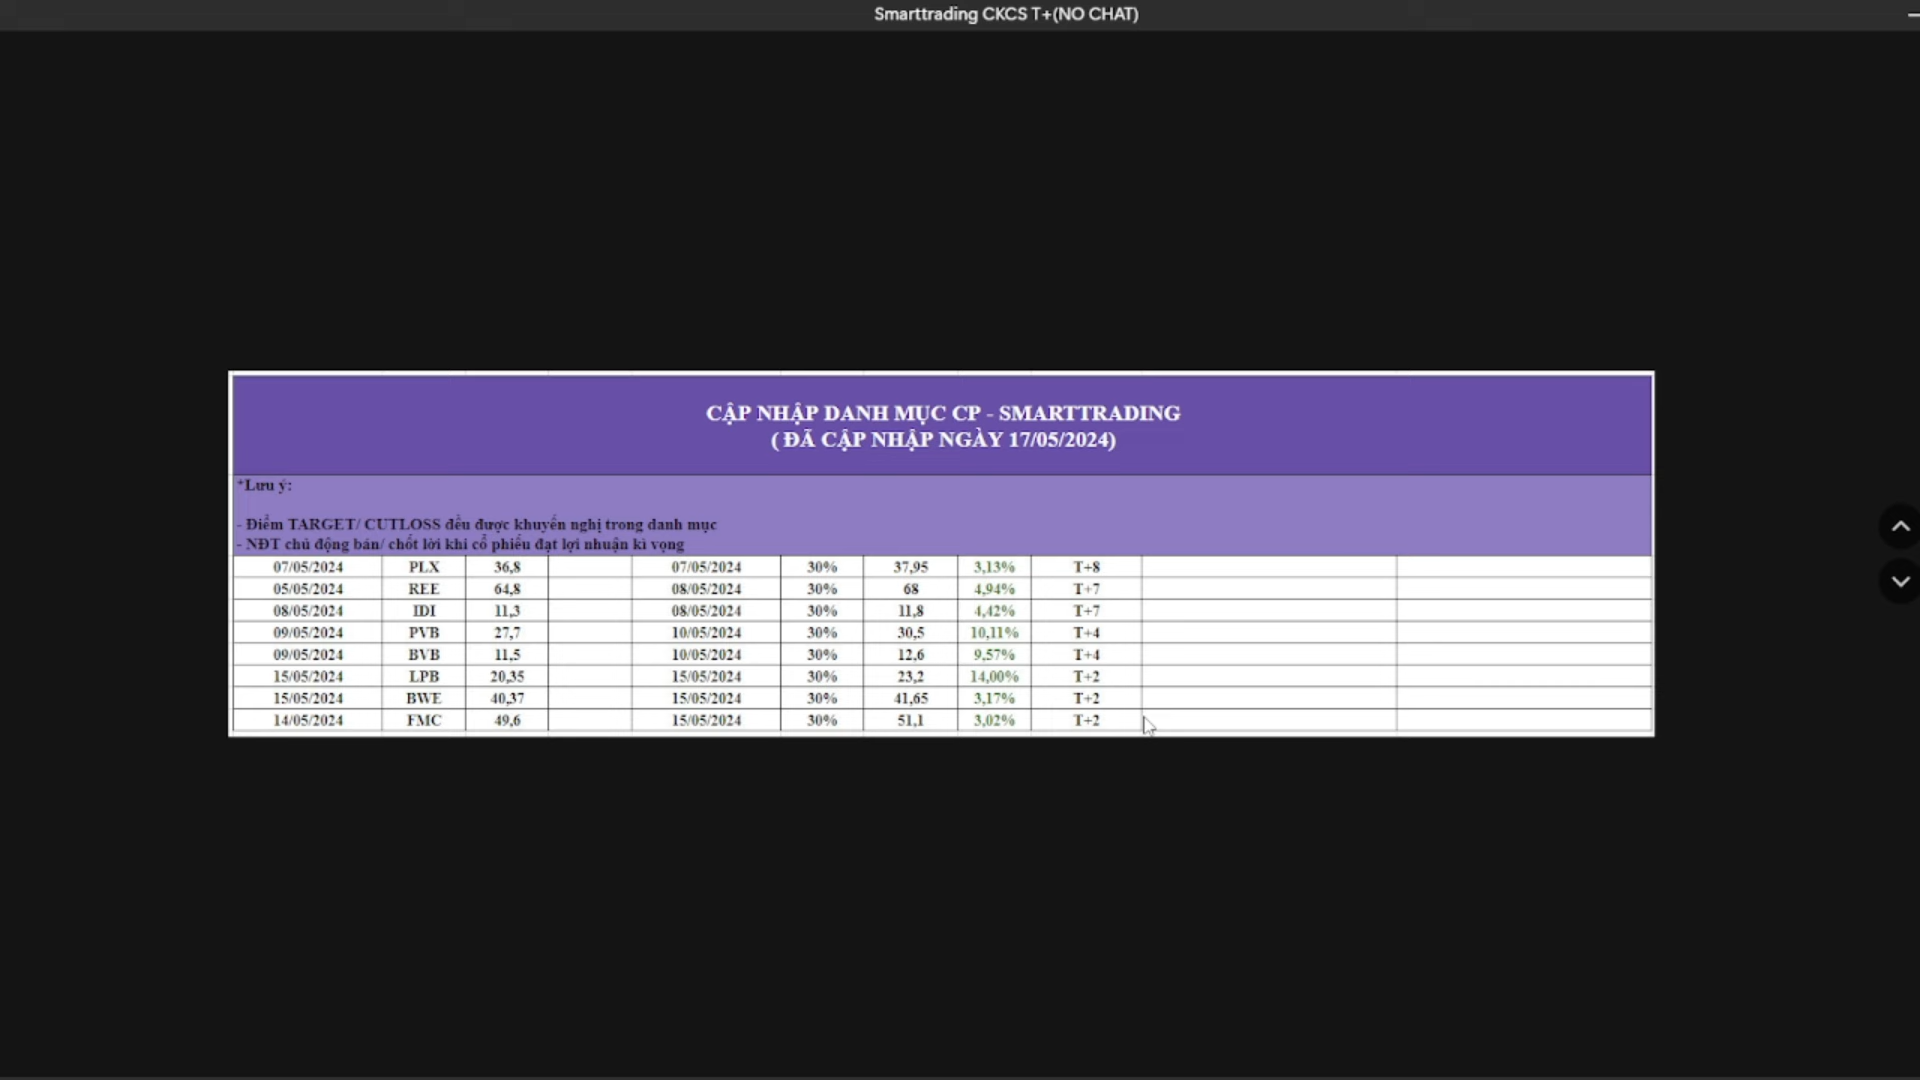 Smarttrading CKCS T+(NO CHAT)
CẬP NHẬP DANH MỤC CP - SMARTTRADING
( ĐÃ CẬP NHẬP NGÀY 17/05/2024)
*Lưu ý:
- Điểm TARGET/ CUTLOSS đều được khuyến nghị trong danh mục
- NĐT chủ động bán/ chốt lời khi cổ phiếu đạt lợi nhuận kì vọng
07/05/2024 PLX 36,8 07/05/2024 30% 37,95 3,13% T+8
05/05/2024 REE 64,8 08/05/2024 30% 68 4,94% T+7
08/05/2024 IDI 11,3 08/05/2024 30% 11,8 4,42% T+7
09/05/2024 PVB 27,7 10/05/2024 30% 30,5 10,11% T+4
09/05/2024 BVB 11,5 10/05/2024 30% 12,6 9,57% T+4
15/05/2024 LPB 20,35 15/05/2024 30% 23,2 14,00% T+2
15/05/2024 BWE 40,37 15/05/2024 30% 41,65 3,17% T+2
14/05/2024 FMC 49,6 15/05/2024 30% 51,1 3,02% T+2